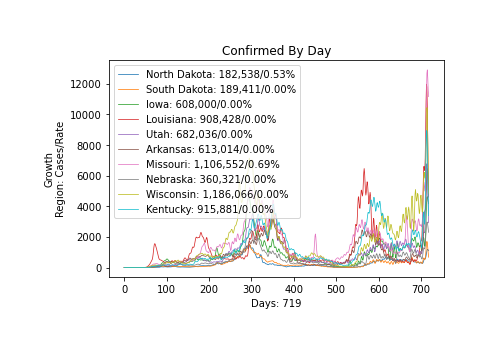 Confirmed By Day
North Dakota: 182,538/0.53%
South Dakota: 189,411/0.00%
Iowa: 608,000/0.00%
Louisiana: 908,428/0.00%
Utah: 682,036/0.00%
Arkansas: 613,014/0.00%
Missouri: 1,106,552/0.69%
Nebraska: 360,321/0.00%
Wisconsin: 1,186,066/0.00%
Kentucky: 915,881/0.00%
Growth
Region: Cases/Rate
12000
10000
8000
6000
4000
2000
0
0 100 200 300 400 500 600 700
Days: 719